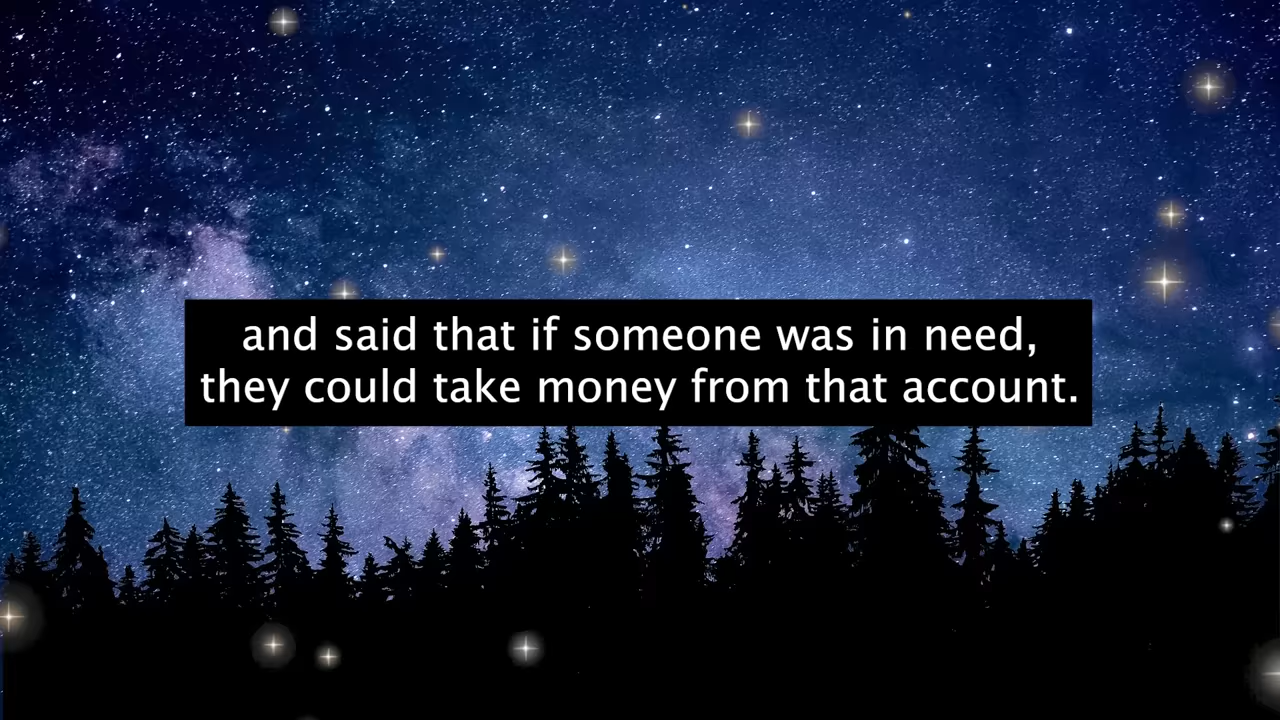 and said that if someone was in need,
they could take money from that account.